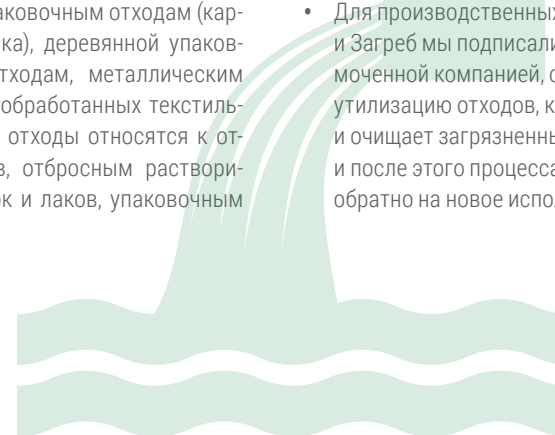 аковочным отходам (кар-
ка), деревянной упаков-
тходам, металлическим
обработанных текстиль-
отходы относятся к от-
в, отбросным раствори-
ок и лаков, упаковочным
• Для производственных
и Загреб мы подписали
моченной компанией, о
утилизацию отходов, к
и очищает загрязненны
и после этого процесса
обратно на новое испол